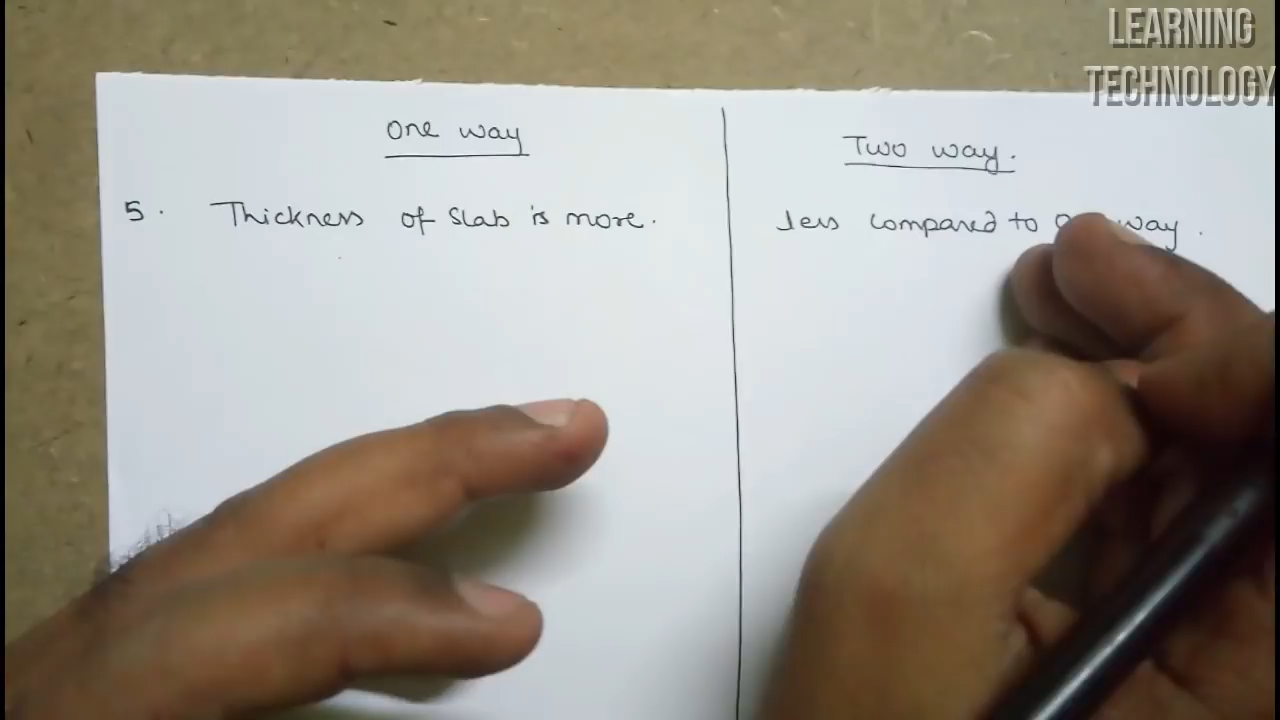 LEARNING
TECHNOLOGY
One way
Two way.
5. Thickness of slab is more.
less compared to way.